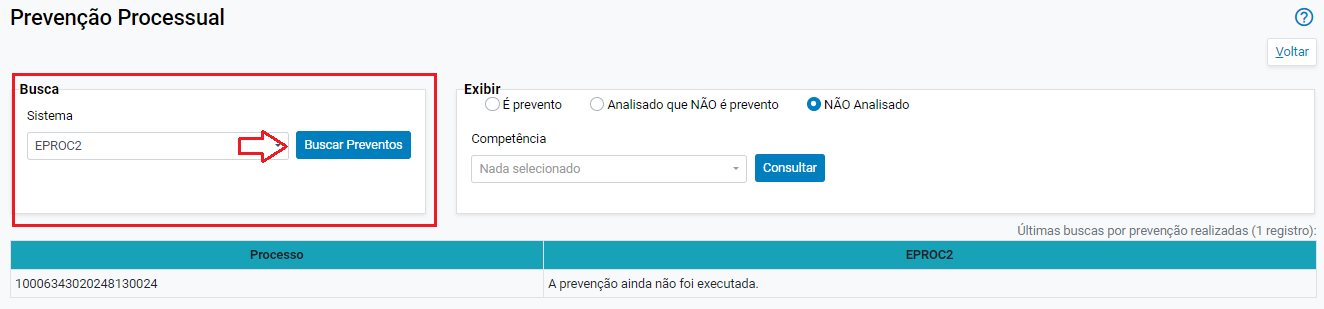 Prevenção Processual
Voltar
Busca
Sistema
EPROC2
Buscar Preventos
Exibir
É prevento
Analisado que NÃO é prevento
NÃO Analisado
Competência
Nada selecionado
Consultar
Últimas buscas por prevenção realizadas (1 registro):
Processo EPROC2
10006343020248130024 A prevenção ainda não foi executada.